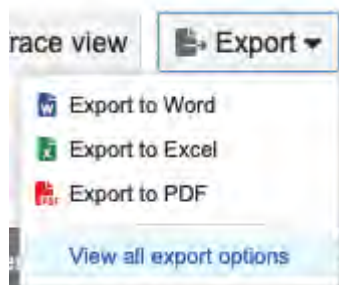 race view Export
Export to Word
Export to Excel
Export to PDF
View all export options